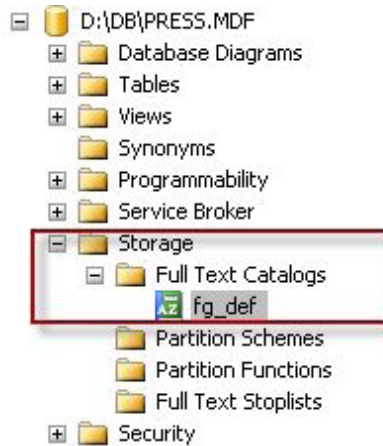 D:\DB\PRESS.MDF
Database Diagrams
Tables
Views
Synonyms
Programmability
Service Broker
Storage
Full Text Catalogs
AZ fg_def
Partition Schemes
Partition Functions
Full Text Stoplists
Security